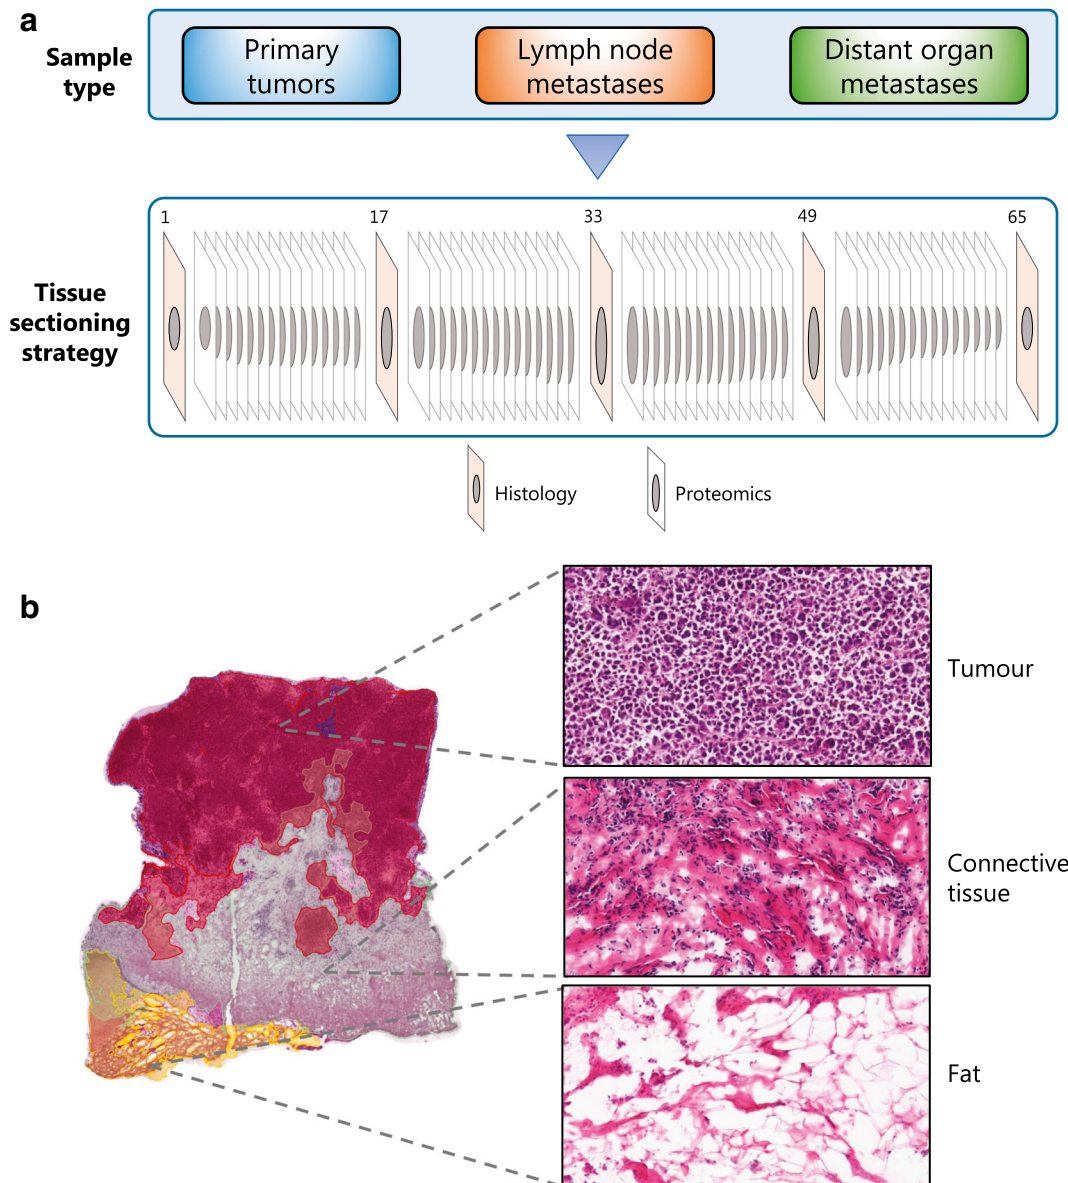 a
Sample
type
Primary
tumors
Lymph node
metastases
Distant organ
metastases
1
17
33
49
65
Tissue
sectioning
strategy
Histology
Proteomics
b
Tumour
Connective
tissue
Fat